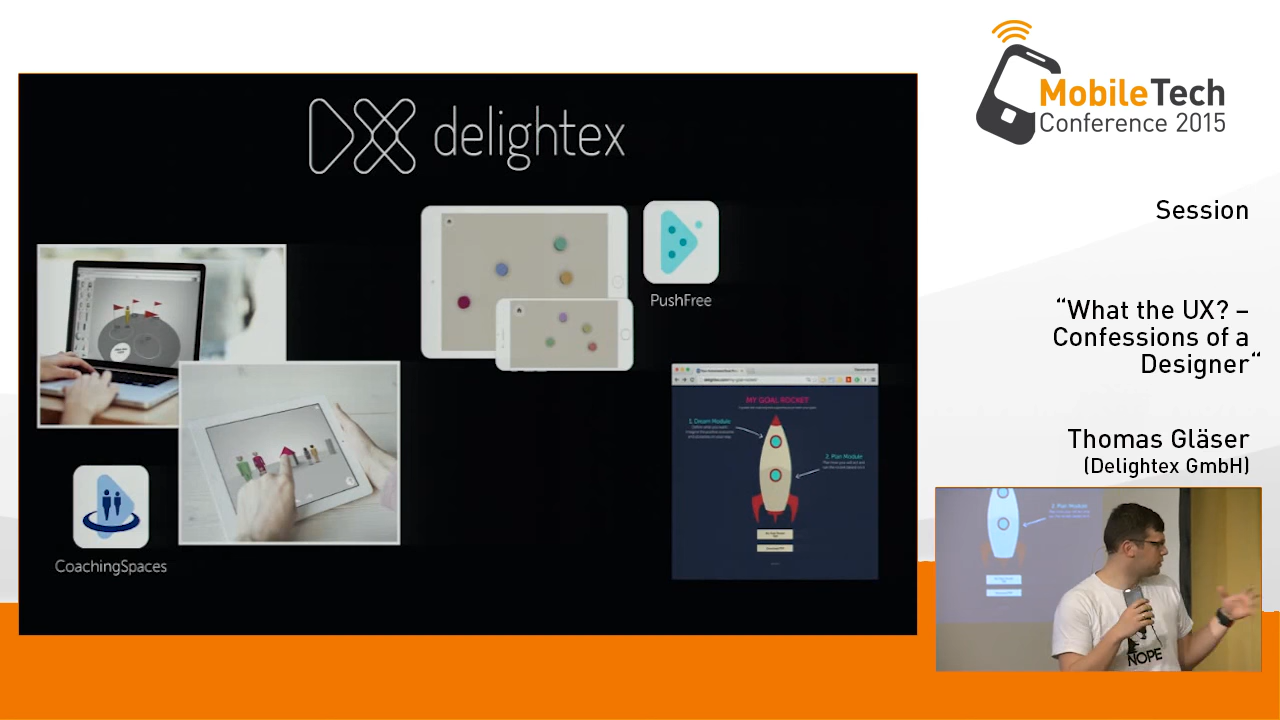 delightex
PushFree
CoachingSpaces
MY GOAL ROCKET
1. Dream Module
2. Plan Module
MobileTech
Conference 2015
Session
“What the UX? –
Confessions of a
Designer“
Thomas Gläser
(Delightex GmbH)
NOPE